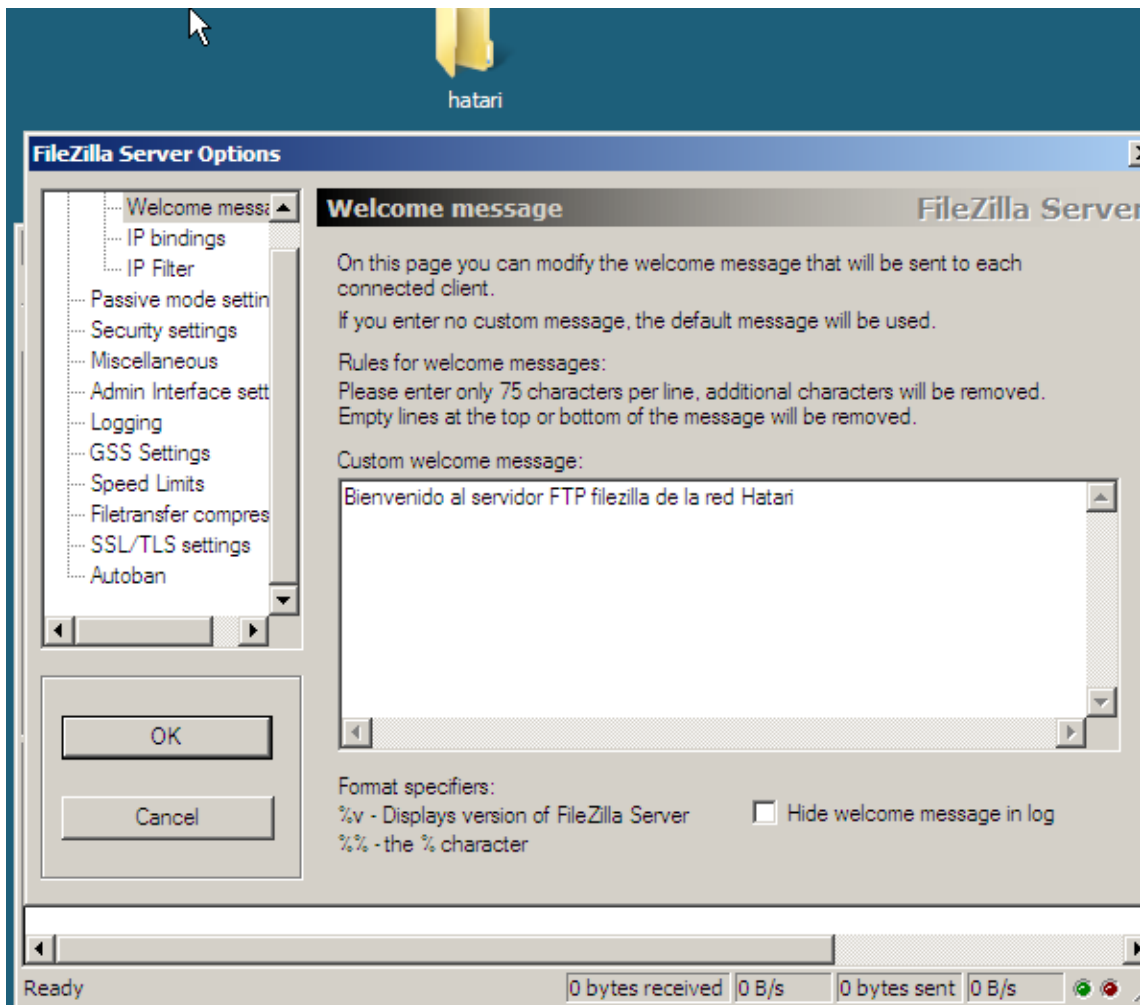 hatari
FileZilla Server Options
Welcome messa
IP bindings
IP Filter
Passive mode settin
Security settings
Miscellaneous
Admin Interface sett
Logging
GSS Settings
Speed Limits
Filetransfer compres
SSL/TLS settings
Autoban
OK
Cancel
Welcome message
FileZilla Server
On this page you can modify the welcome message that will be sent to each
connected client.
If you enter no custom message, the default message will be used.
Rules for welcome messages:
Please enter only 75 characters per line, additional characters will be removed.
Empty lines at the top or bottom of the message will be removed.
Custom welcome message:
Bienvenido al servidor FTP filezilla de la red Hatari
Format specifiers:
%v - Displays version of FileZilla Server
%% - the % character
Hide welcome message in log
Ready
0 bytes received
0 B/s
0 bytes sent
0 B/s